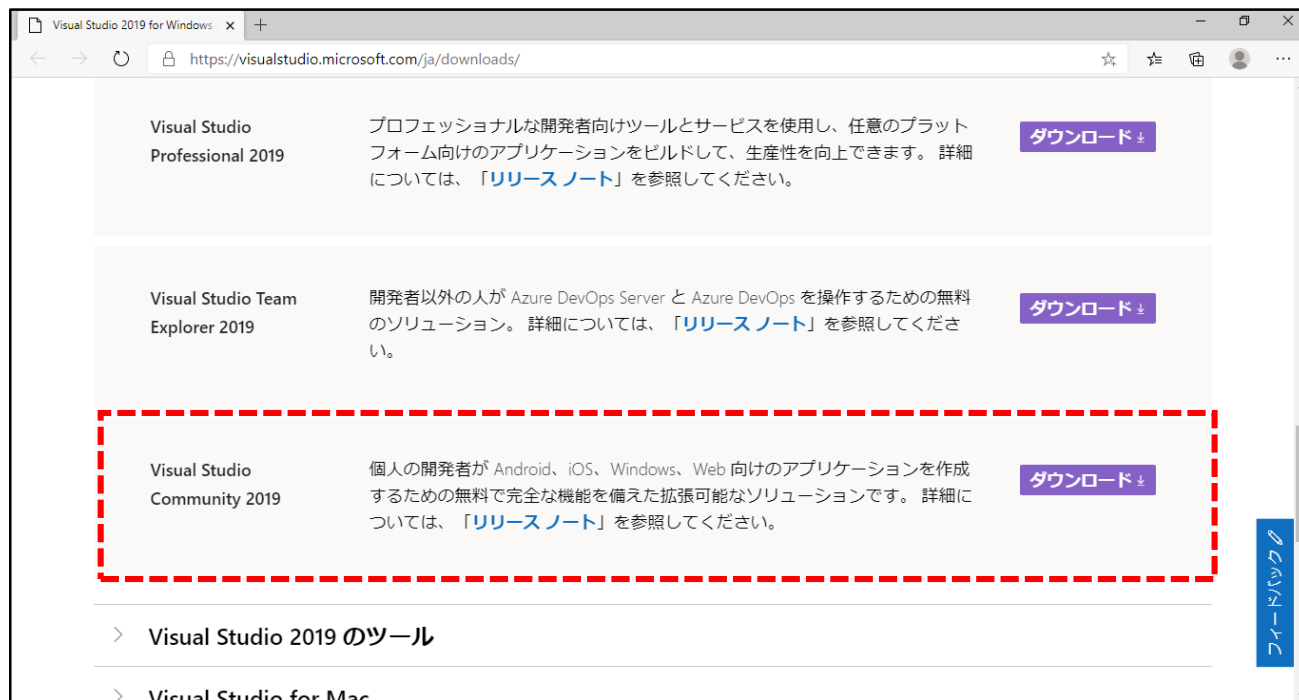 Visual Studio 2019 for Windows
https://visualstudio.microsoft.com/ja/downloads/
Visual Studio
Professional 2019
プロフェッショナルな開発者向けツールとサービスを使用し、任意のプラット
フォーム向けのアプリケーションをビルドして、生産性を向上できます。 詳細
については、「リリース ノート」を参照してください。
ダウンロード
Visual Studio Team
Explorer 2019
開発者以外の人が Azure DevOps Server と Azure DevOps を操作するための無料
のソリューション。 詳細については、「リリース ノート」を参照してくださ
い。
ダウンロード
Visual Studio
Community 2019
個人の開発者が Android、iOS、Windows、Web 向けのアプリケーションを作成
するための無料で完全な機能を備えた拡張可能なソリューションです。 詳細に
ついては、「リリース ノート」を参照してください。
ダウンロード
フィードバック
Visual Studio 2019 のツール
Visual Studio for Mac